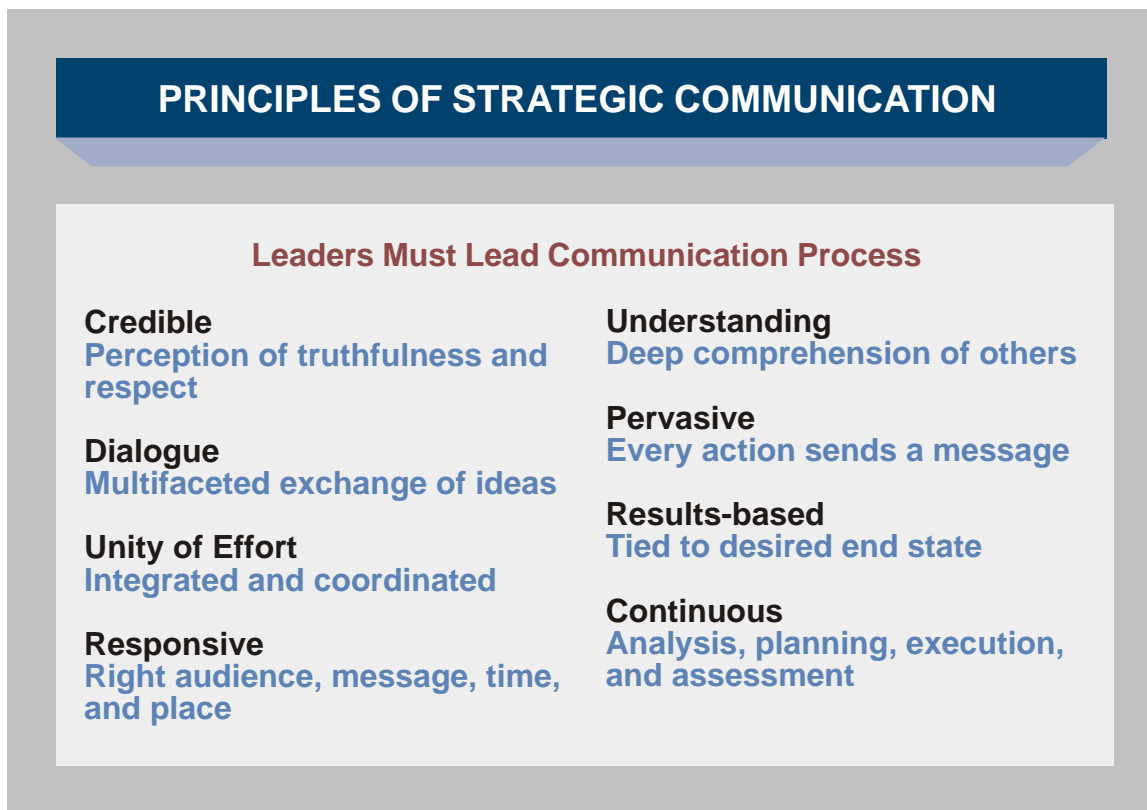 PRINCIPLES OF STRATEGIC COMMUNICATION
Leaders Must Lead Communication Process
Credible
Perception of truthfulness and
respect
Dialogue
Multifaceted exchange of ideas
Unity of Effort
Integrated and coordinated
Responsive
Right audience, message, time,
and place
Understanding
Deep comprehension of others
Pervasive
Every action sends a message
Results-based
Tied to desired end state
Continuous
Analysis, planning, execution,
and assessment